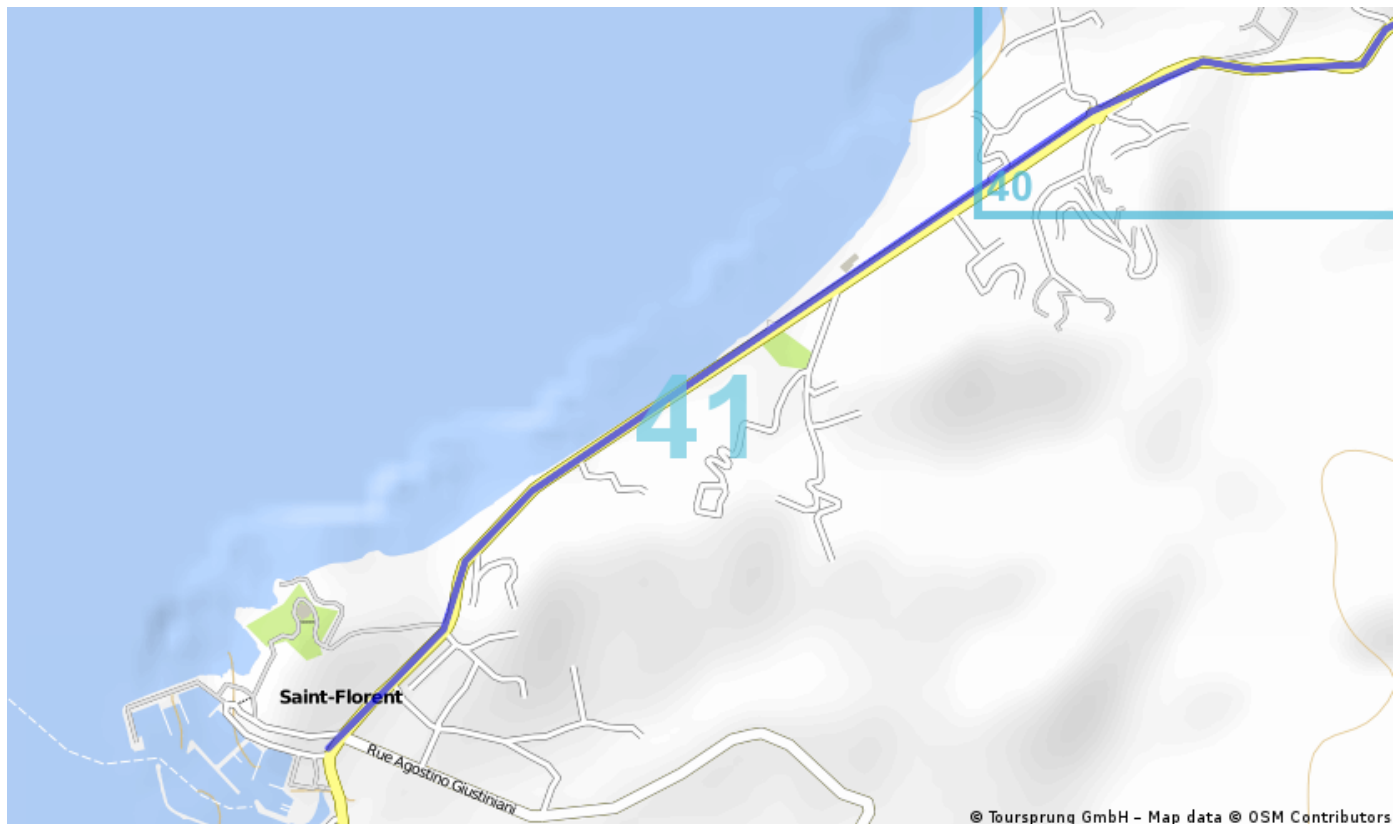 40
41
Saint-Florent
Rue Agostino Giustiniani
© Toursprung GmbH – Map data © OSM Contributors